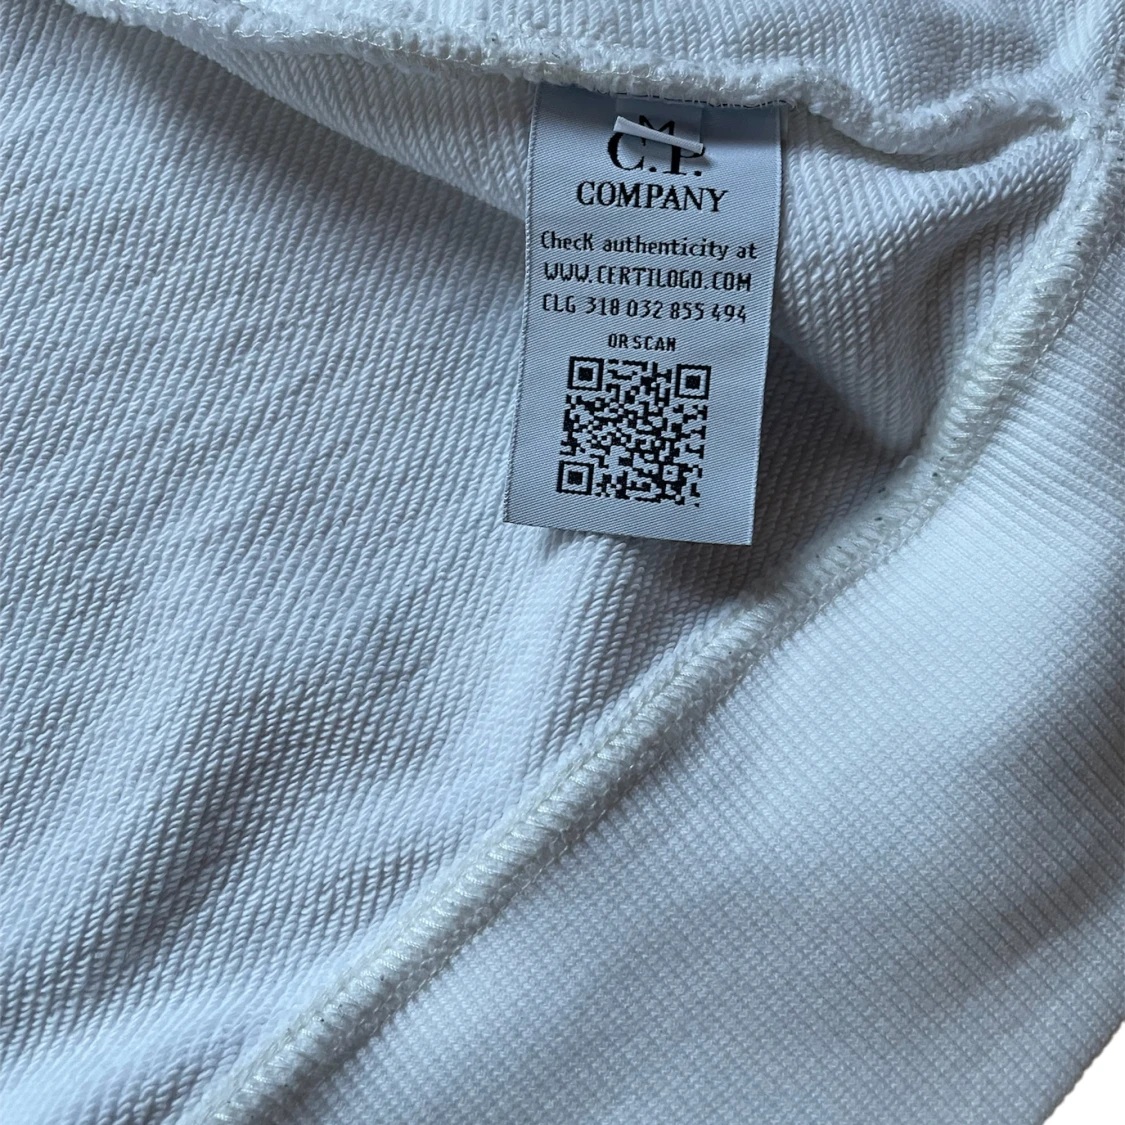 M
C.P.
COMPANY
ChecK authenticity at
WWW.CERTILOGO.COM
CLG 318 032 855 494
OR SCAN